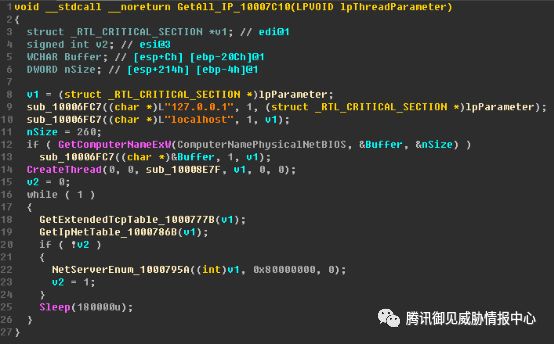 1 void __stdcall __noreturn GetAll_IP_10007C10(LPVOID lpThreadParameter)
2 {
3 struct _RTL_CRITICAL_SECTION *v1; // edi@1
4 signed int v2; // esi@3
5 WCHAR Buffer; // [esp+Ch] [ebp-20Ch]@1
6 DWORD nSize; // [esp+214h] [ebp-4h]@1
7
8 v1 = (struct _RTL_CRITICAL_SECTION *)lpParameter;
9 sub_10006FC7((char *)L"127.0.0.1", 1, (struct _RTL_CRITICAL_SECTION *)lpParameter);
10 sub_10006FC7((char *)L"localhost", 1, v1);
11 nSize = 260;
12 if ( GetComputerNameExW(ComputerNamePhysicalNetBIOS, &Buffer, &nSize) )
13 sub_10006FC7((char *)&Buffer, 1, v1);
14 CreateThread(0, 0, sub_10008E7F, v1, 0, 0);
15 v2 = 0;
16 while ( 1 )
17 {
18 GetExtendedTcpTable_1000777B(v1);
19 GetIpNetTable_1000786B(v1);
20 if ( !v2 )
21 {
22 NetServerEnum_1000795A((int)v1, 0x80000000, 0);
23 v2 = 1;
24 }
25 Sleep(180000u);
26 }
27 }
腾讯御见威胁情报中心